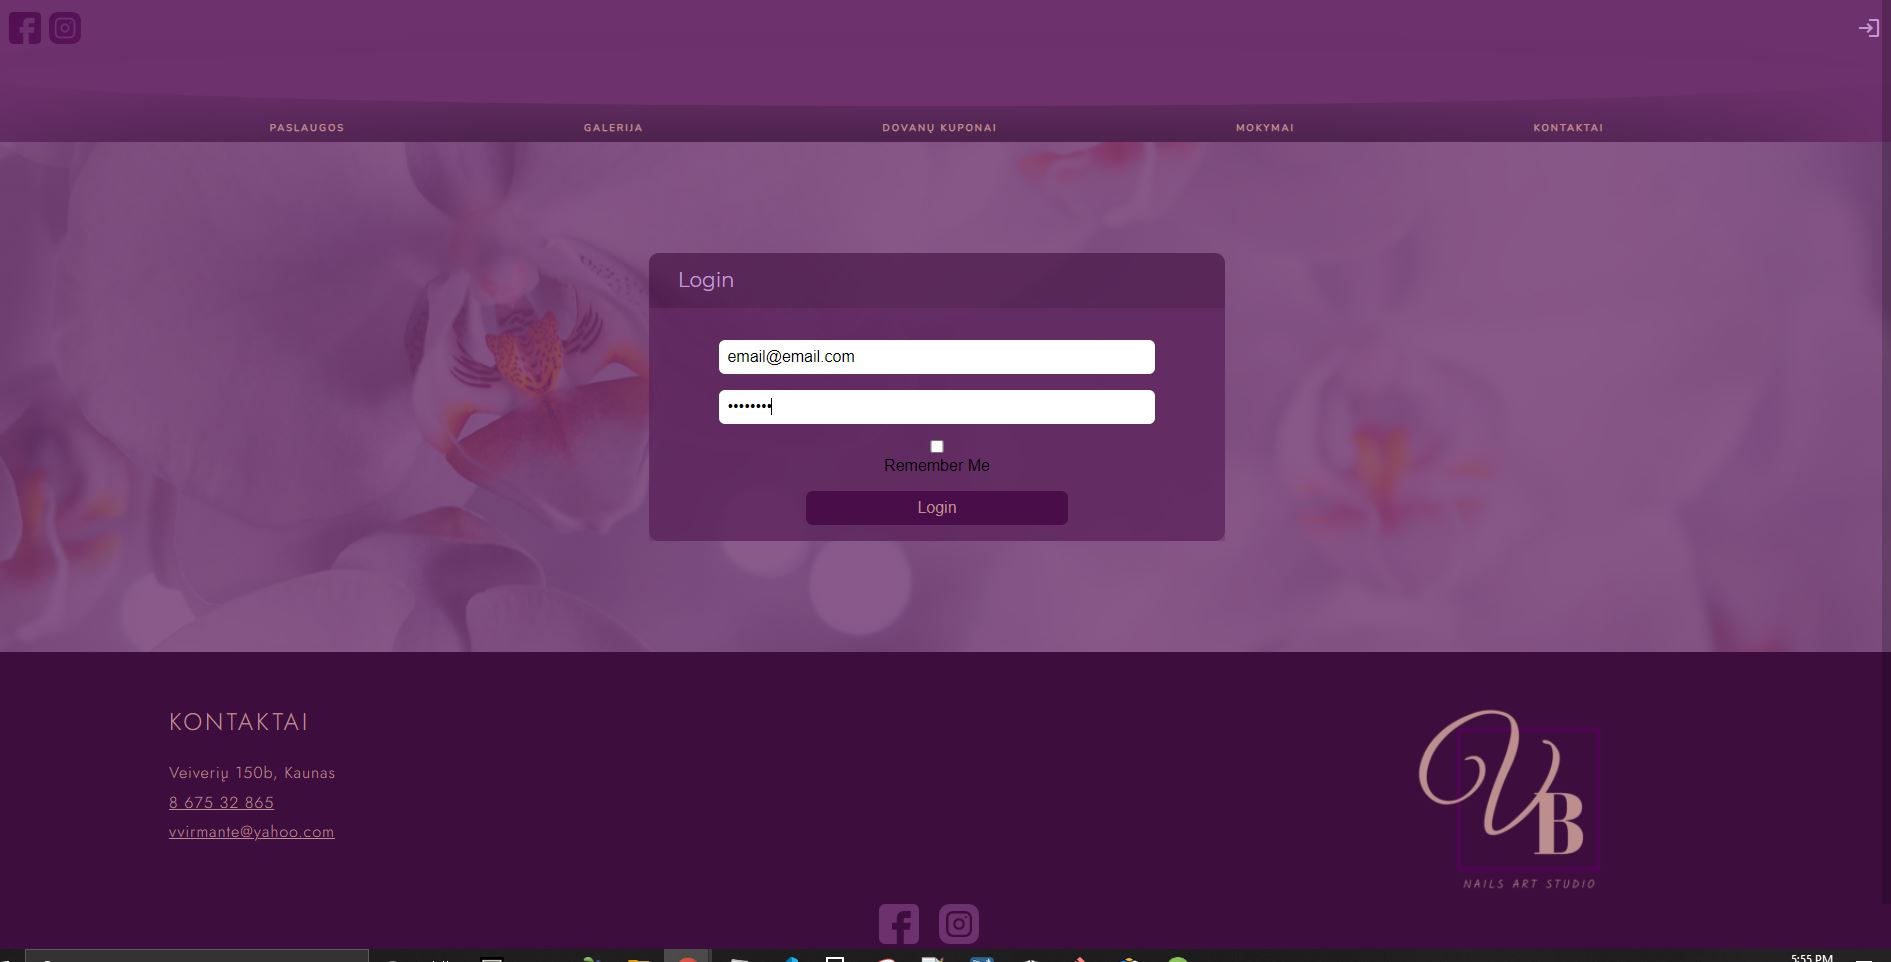 PASLAUGOS GALERIJA DOVANŲ KUPONAI MOKYMAI KONTAKTAI
Login
email@email.com
••••••••
Remember Me
Login
KONTAKTAI
Veiverių 150b, Kaunas
8 675 32 865
vvirmante@yahoo.com
VB
NAILS ART STUDIO
5:55 PM